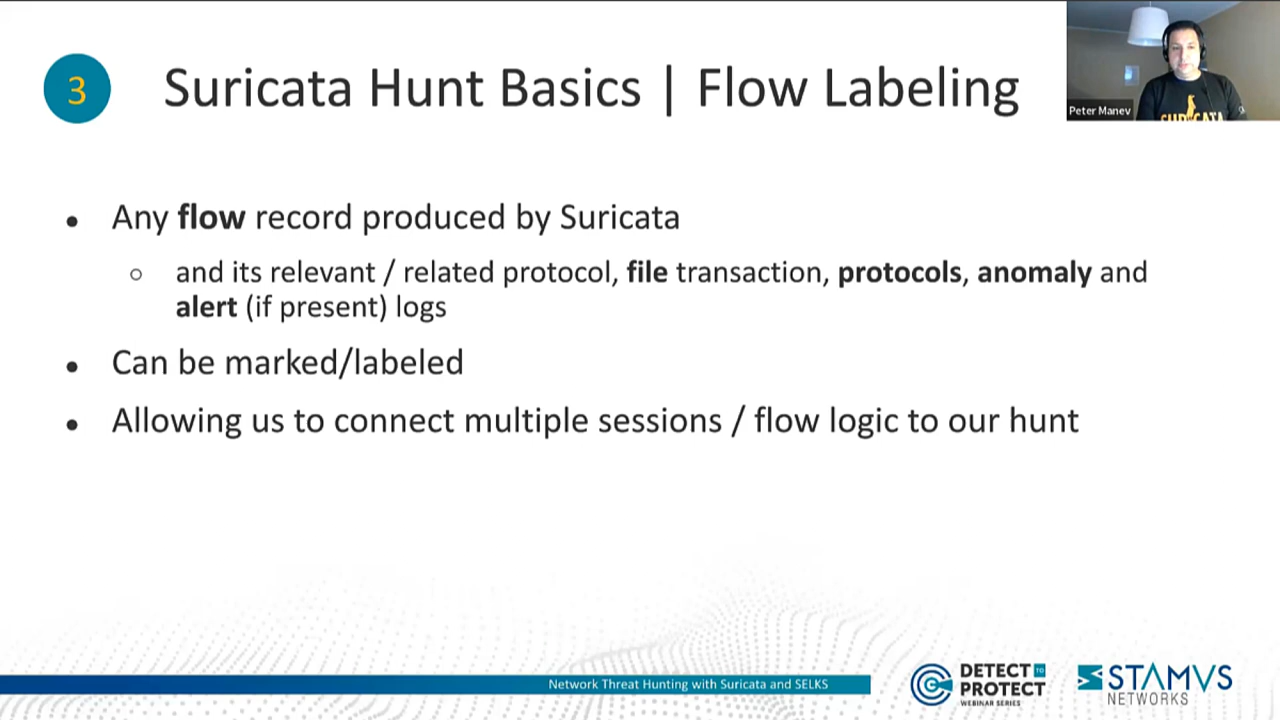 3
Suricata Hunt Basics | Flow Labeling
Peter Manev
SURICATA
● Any flow record produced by Suricata
○ and its relevant / related protocol, file transaction, protocols, anomaly and
alert (if present) logs
● Can be marked/labeled
● Allowing us to connect multiple sessions / flow logic to our hunt
Network Threat Hunting with Suricata and SELKS
DETECT TO
PROTECT
WEBINAR SERIES
STAMVS
NETWORKS